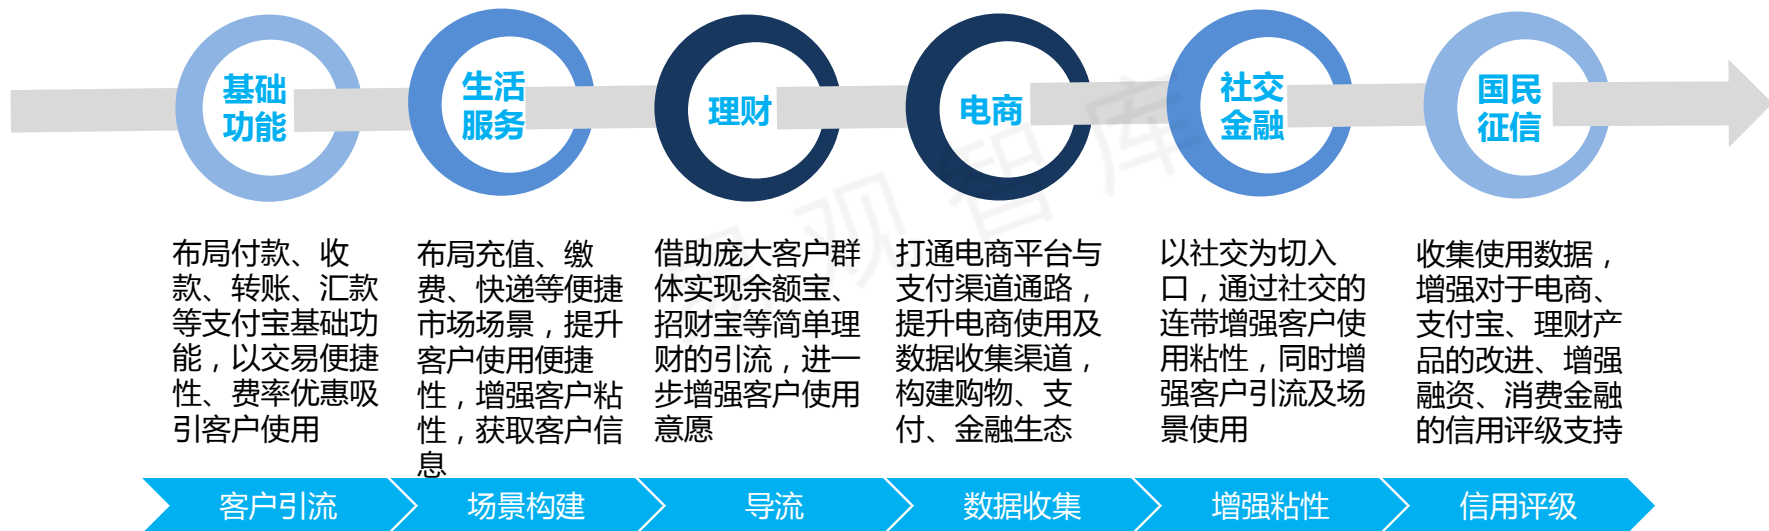 基础
功能
生活
服务
理财
电商
社交
金融
国民
征信
布局付款、收
款、转账、汇款
等支付宝基础功
能，以交易便捷
性、费率优惠吸
引客户使用
布局充值、缴
费、快递等便捷
市场场景，提升
客户使用便捷
性，增强客户粘
性，获取客户信
息
借助庞大客户群
体实现余额宝、
招财宝等简单理
财的引流，进一
步增强客户使用
意愿
打通电商平台与
支付渠道通路，
提升电商使用及
数据收集渠道，
构建购物、支
付、金融生态
以社交为切入
口，通过社交的
连带增强客户使
用粘性，同时增
强客户引流及场
景使用
收集使用数据，
增强对于电商、
支付宝、理财产
品的改进、增强
融资、消费金融
的信用评级支持
客户引流
场景构建
导流
数据收集
增强粘性
信用评级
观智库